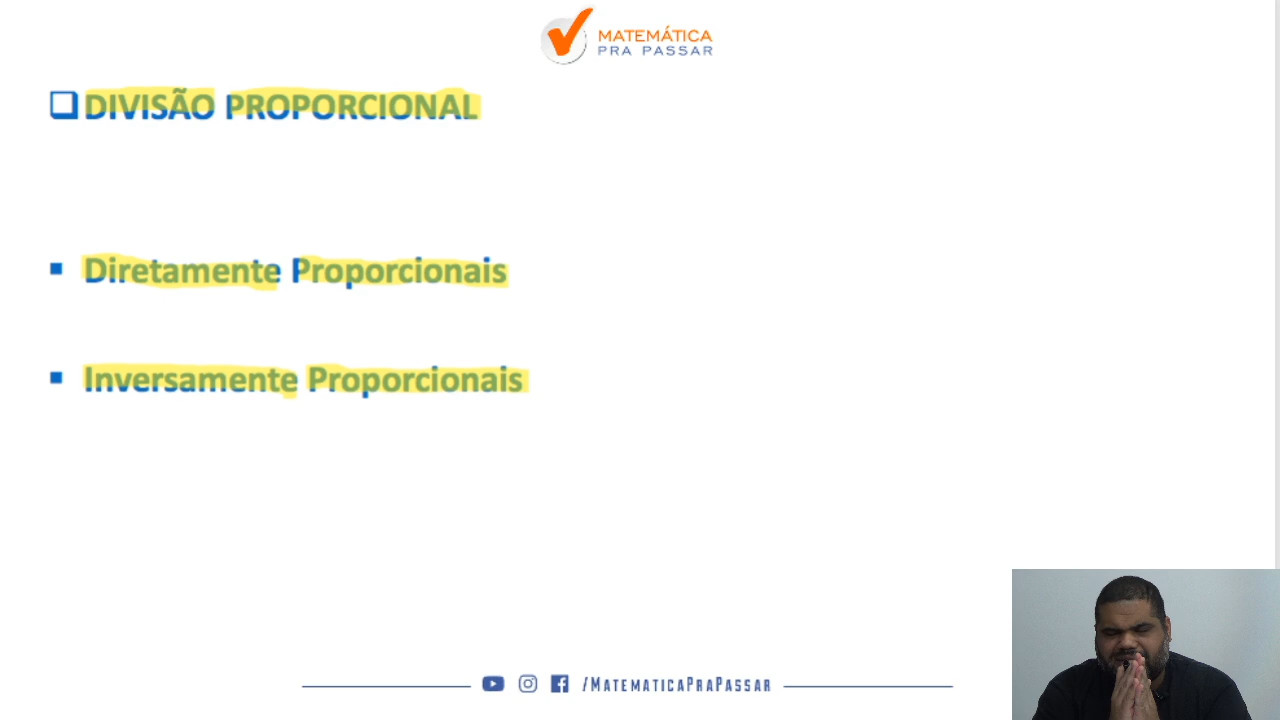 MATEMÁTICA
PRA PASSAR
DIVISÃO PROPORCIONAL
Diretamente Proporcionais
Inversamente Proporcionais
/MATEMATICAPRAPASSAR